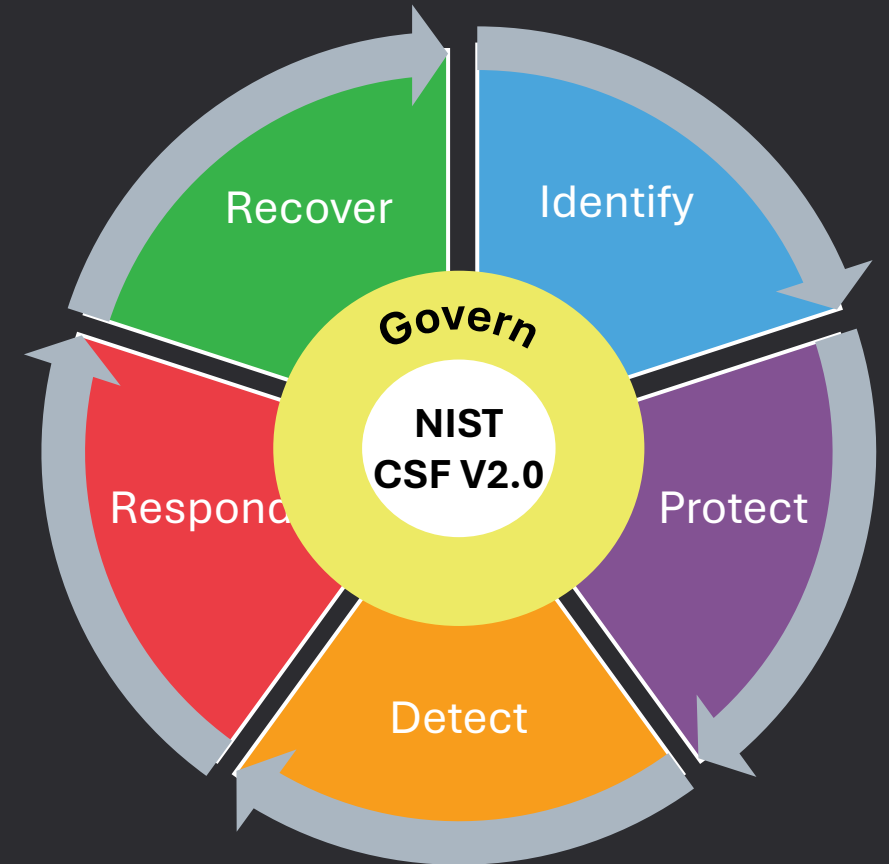 Recover
Identify
Govern
NIST
CSF V2.0
Respond
Protect
Detect